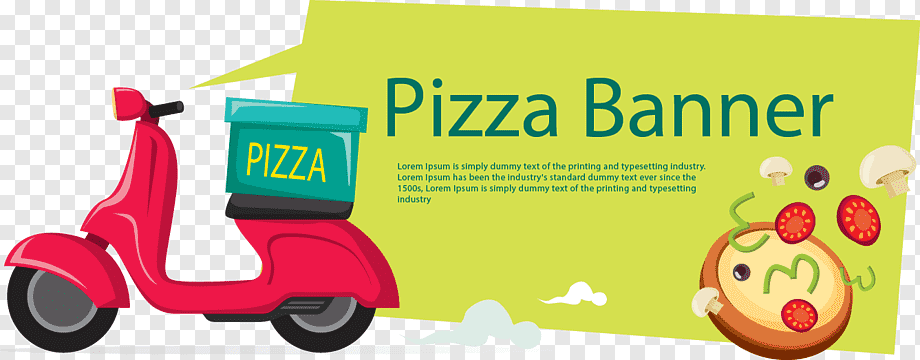 Pizza Banner
PIZZA
Lorem Ipsum is simply dummy text of the printing and typesetting industry.
Lorem Ipsum has been the industry's standard dummy text ever since the
1500s, Lorem Ipsum is simply dummy text of the printing and typesetting
industry